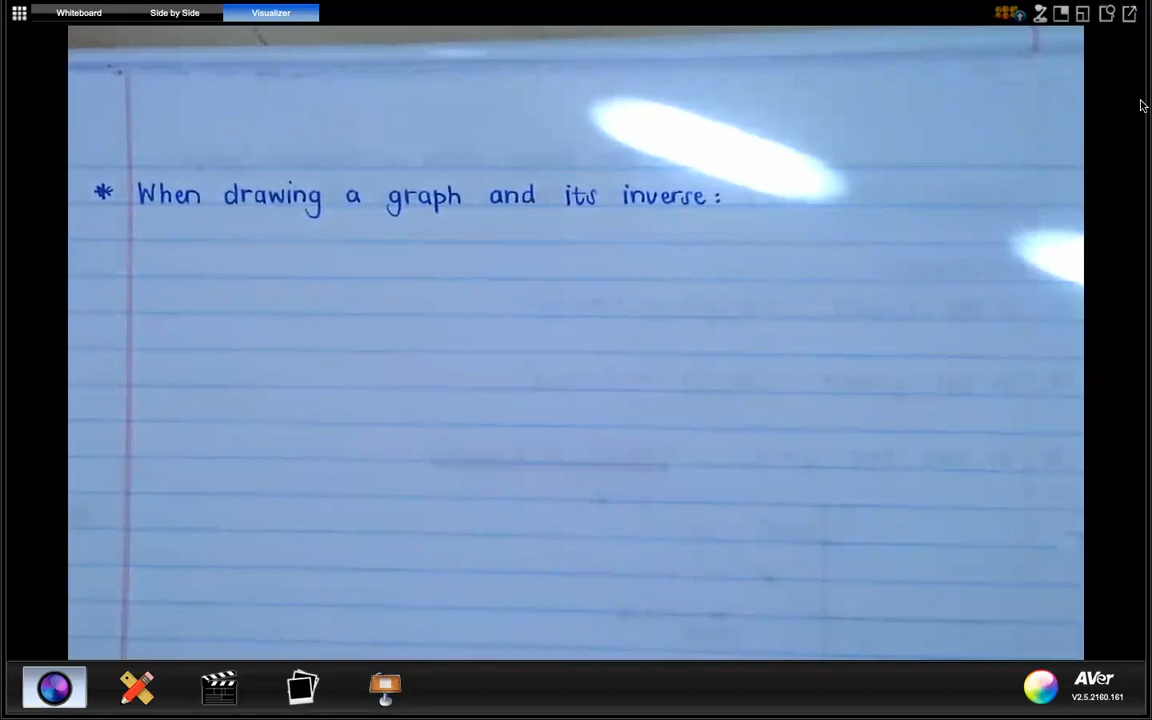 Whiteboard Side by Side Visualizer
* When drawing a graph and its inverse:
AVer
V2.5.2160.161